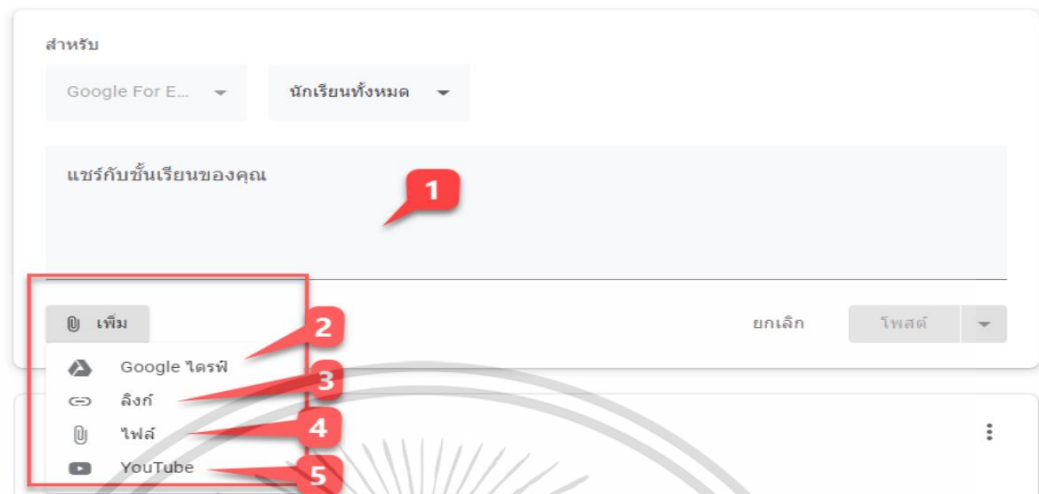 สำหรับ
Google For E... นักเรียนทั้งหมด
แชร์กับชั้นเรียนของคุณ
1
เพิ่ม 2 ยกเลิก โพสต์
Google ไดรฟ์
3
ลิงก์
ไฟล์ 4
YouTube 5